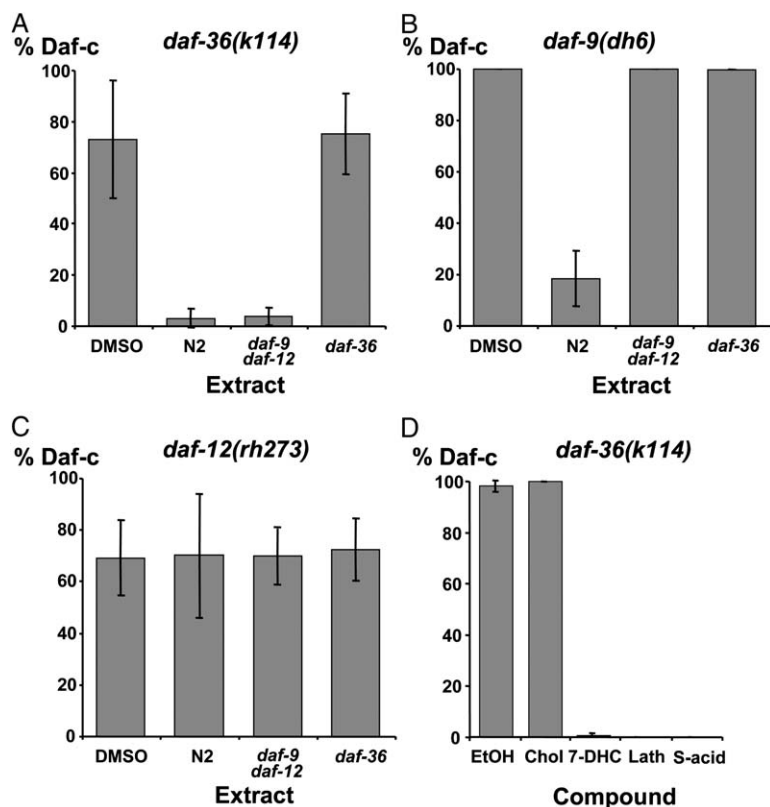 A
daf-36(k114)
% Daf-c
100
80
60
40
20
0
DMSO N2 daf-9 daf-36
daf-12
Extract
B
daf-9(dh6)
% Daf-c
100
80
60
40
20
0
DMSO N2 daf-9 daf-36
daf-12
Extract
C
daf-12(rh273)
% Daf-c
100
80
60
40
20
0
DMSO N2 daf-9 daf-36
daf-12
Extract
D
daf-36(k114)
% Daf-c
100
80
60
40
20
0
EtOH Chol 7-DHC Lath S-acid
Compound